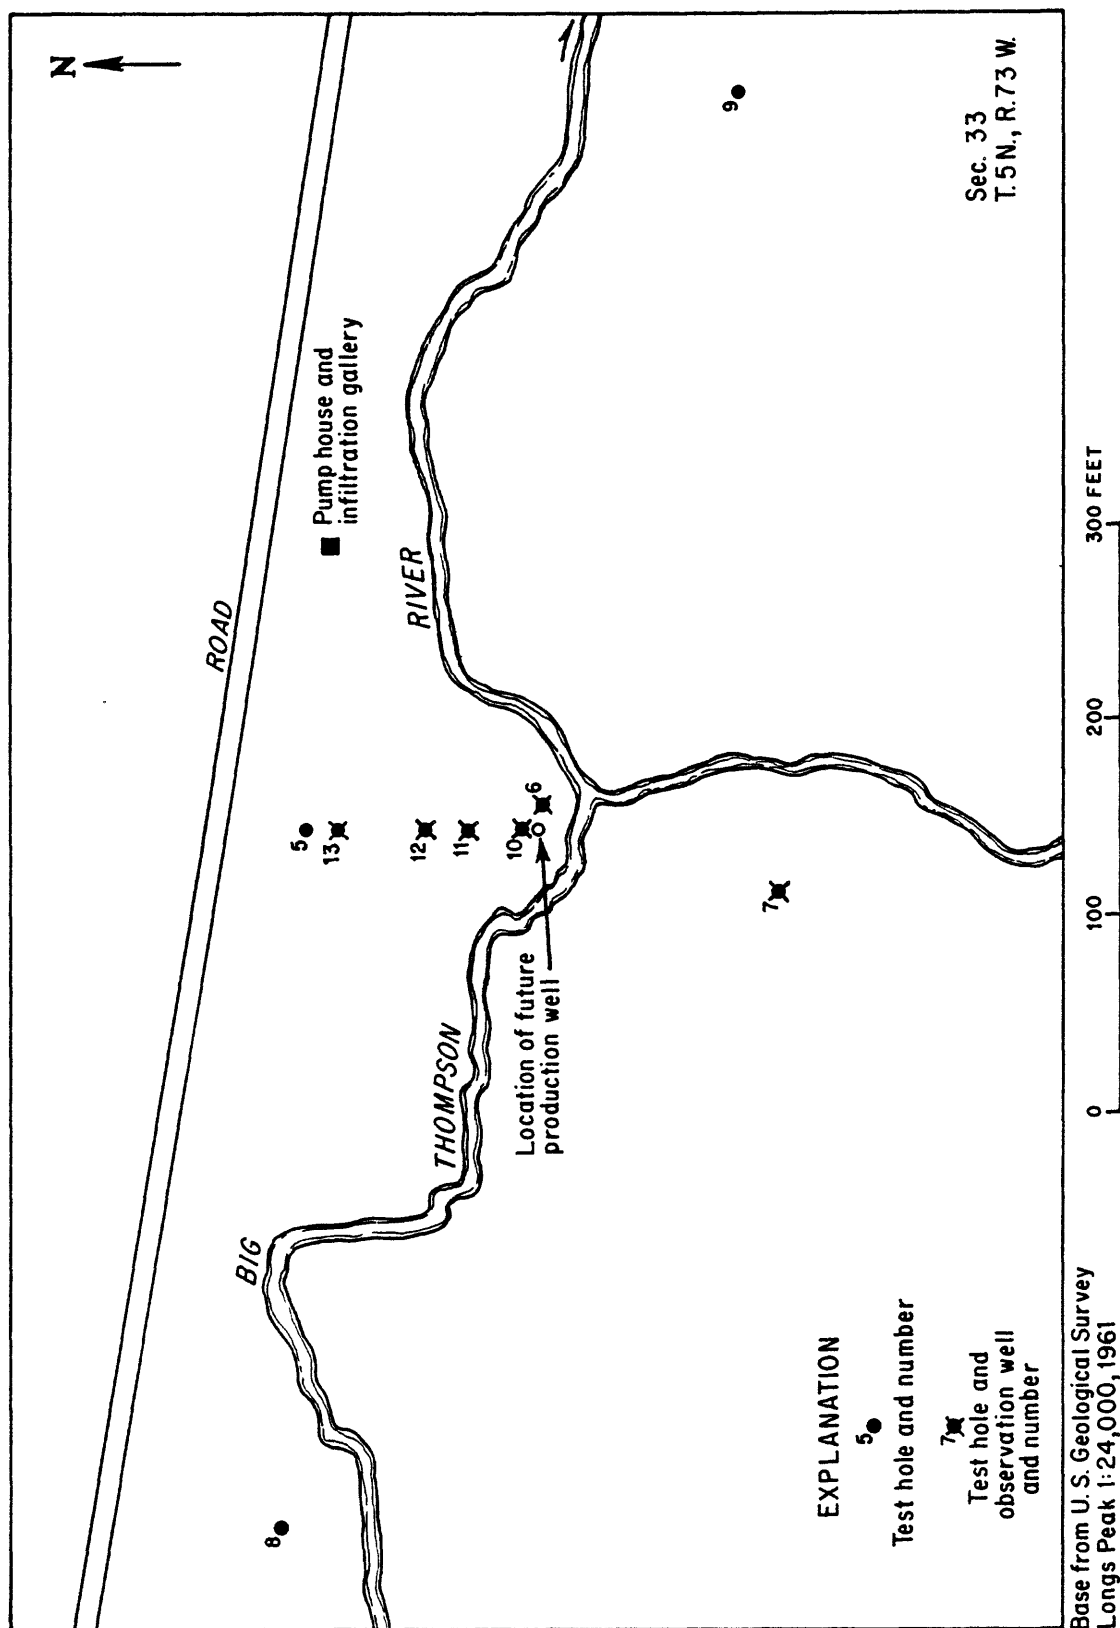 N
Sec. 33
T.5N., R.73 W.
ROAD
Pump house and
infiltration gallery
9
BIG
THOMPSON
RIVER
8
5
13
12
11
10
6
7
Location of future
production well
EXPLANATION
5
Test hole and number
7
Test hole and
observation well
and number
0
100
200
300 FEET
Base from U. S. Geological Survey
Longs Peak 1:24,000, 1961